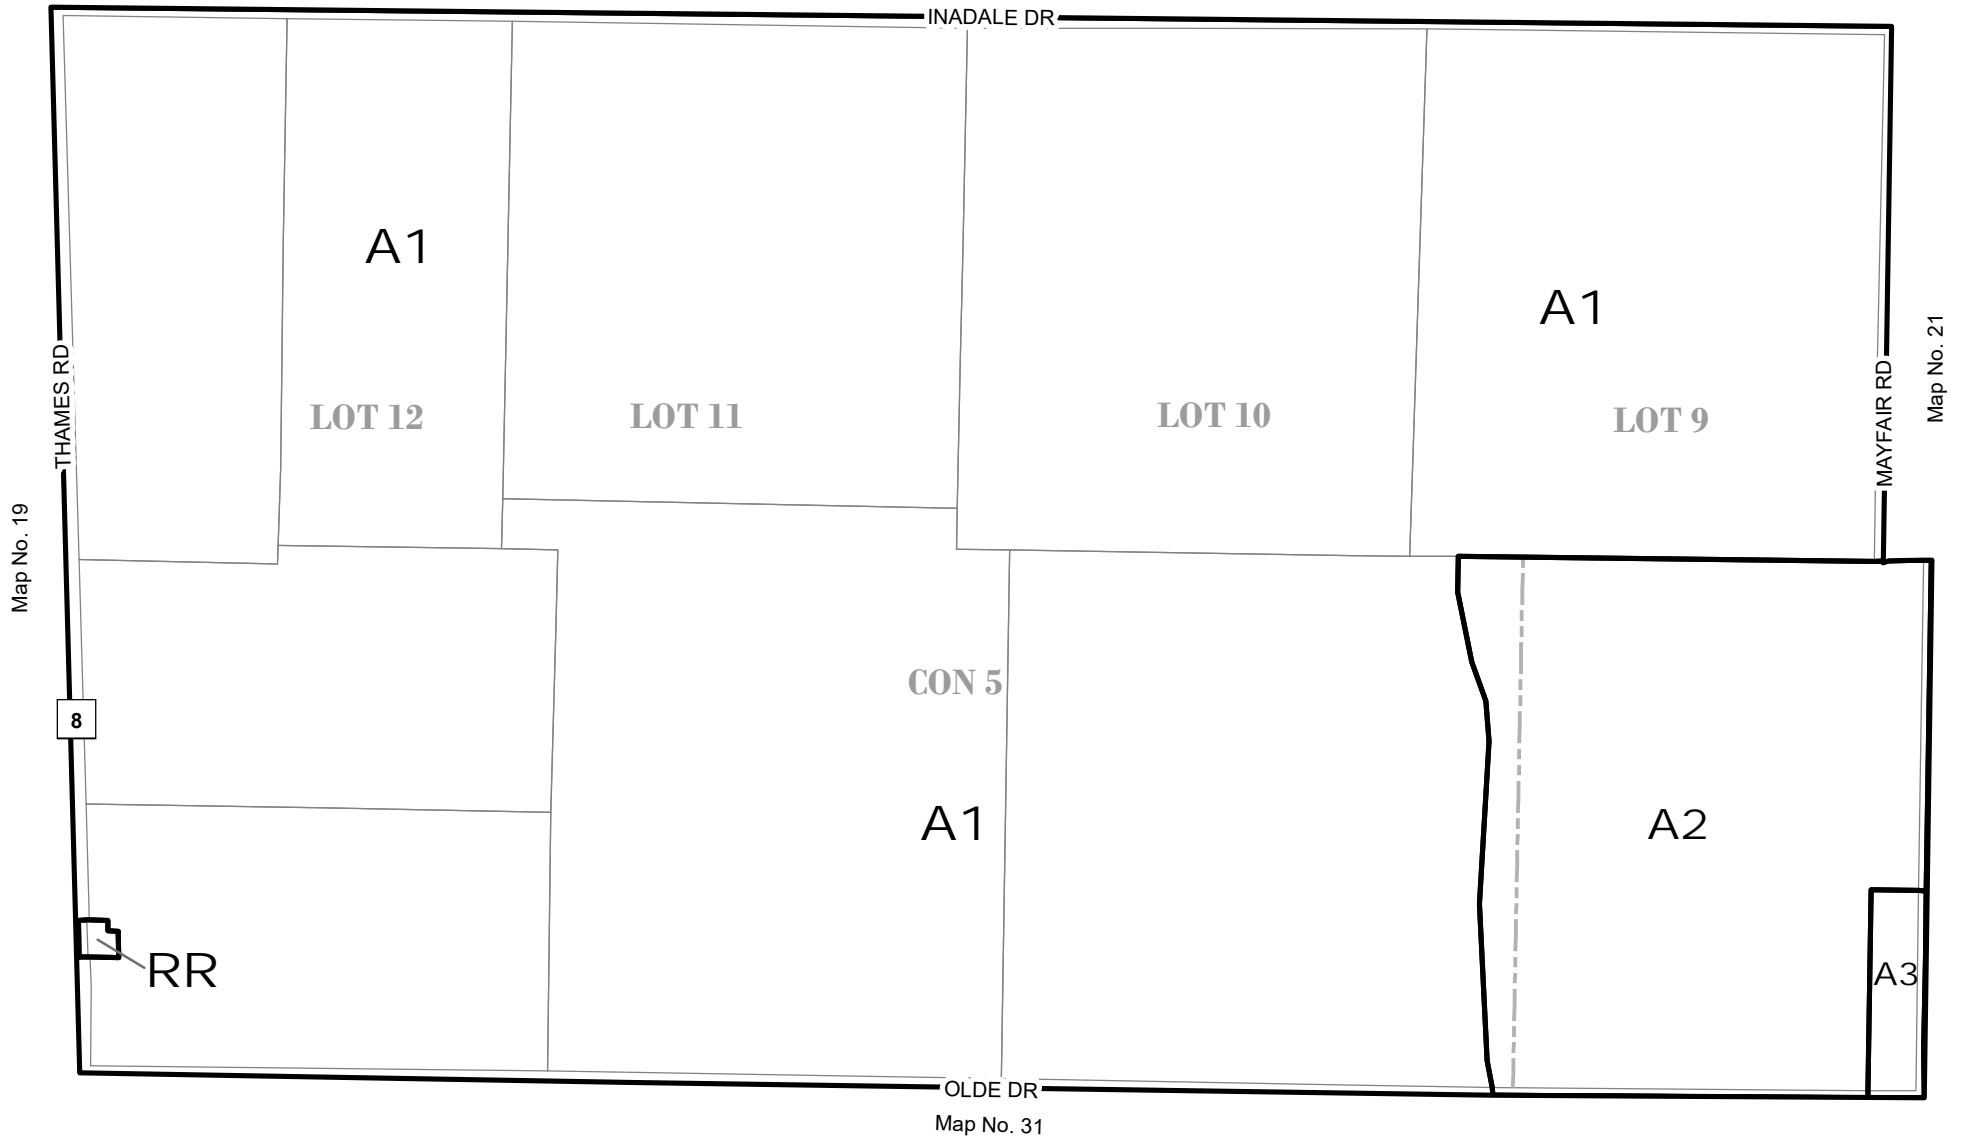 INADALE DR
A1
A1
THAMES RD
Map No. 21
MAYFAIR RD
LOT 12
LOT 11
LOT 10
LOT 9
Map No. 19
CON 5
8
A1
A2
RR
A3
OLDE DR
Map No. 31